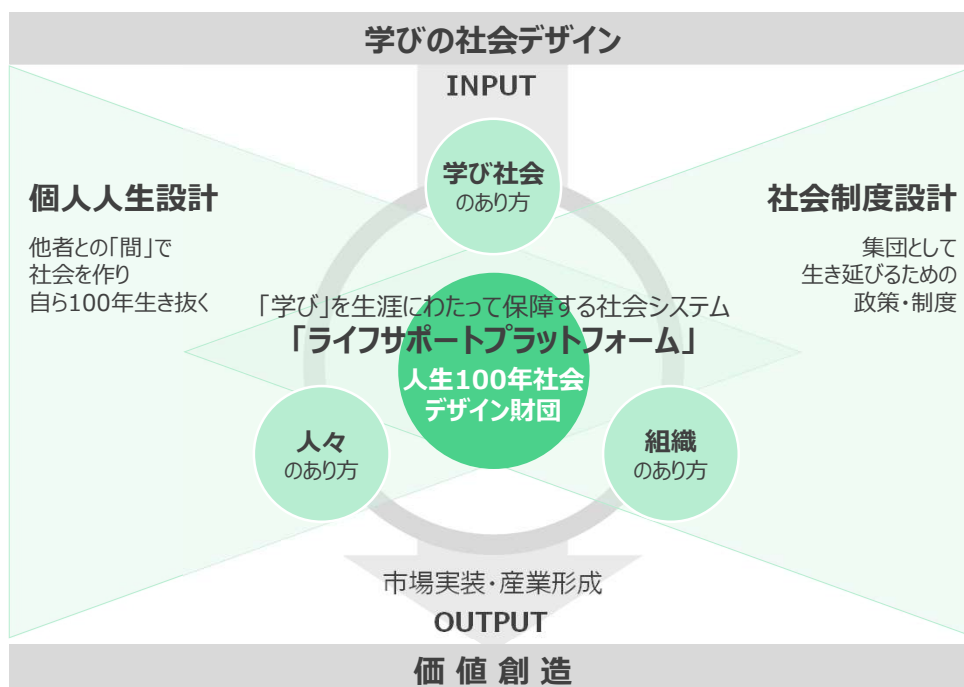 学びの社会デザイン
INPUT
学び社会
のあり方
個人人生設計
他者との「間」で
社会を作り
自ら100年生き抜く
社会制度設計
集団として
生き延びるための
政策・制度
「学び」を生涯にわたって保障する社会システム
「ライフサポートプラットフォーム」
人生100年社会
デザイン財団
人々
のあり方
組織
のあり方
市場実装・産業形成
OUTPUT
価値創造